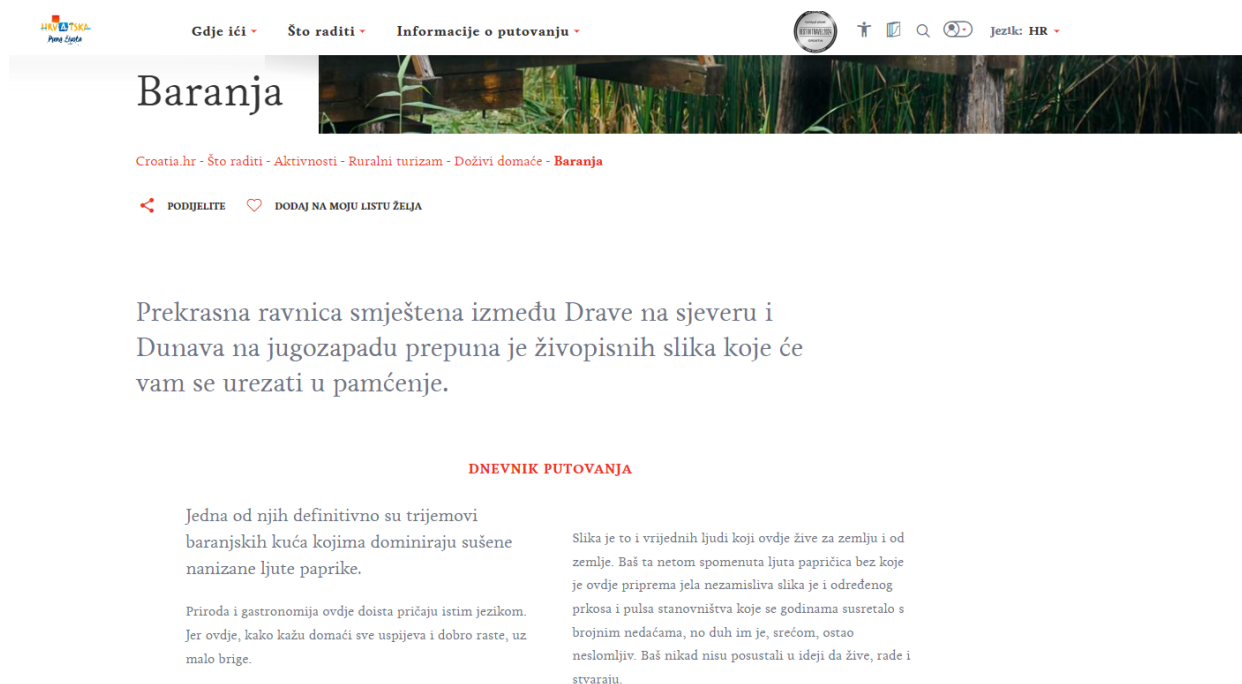 HRVATSKA
Puna života
Gdje ići
Što raditi
Informacije o putovanju
Jezik: HR
Baranja
Croatia.hr - Što raditi - Aktivnosti - Ruralni turizam - Doživi domaće - Baranja
PODIJELITE
DODAJ NA MOJU LISTU ŽELJA
Prekrasna ravnica smještena između Drave na sjeveru i
Dunava na jugozapadu prepuna je živopisnih slika koje će
vam se urezati u pamćenje.
DNEVNIK PUTOVANJA
Jedna od njih definitivno su trijemovi
baranjskih kuća kojima dominiraju sušene
nanizane ljute paprike.
Priroda i gastronomija ovdje doista pričaju istim jezikom.
Jer ovdje, kako kažu domaći sve uspijeva i dobro raste, uz
malo brige.
Slika je to i vrijednih ljudi koji ovdje žive za zemlju i od
zemlje. Baš ta netom spomenuta ljuta papričica bez koje
je ovdje priprema jela nezamisliva slika je i određenog
prkosa i pulsa stanovništva koje se godinama susretalo s
brojnim nedaćama, no duh im je, srećom, ostao
neslomljiv. Baš nikad nisu posustali u ideji da žive, rade i
stvaraju.